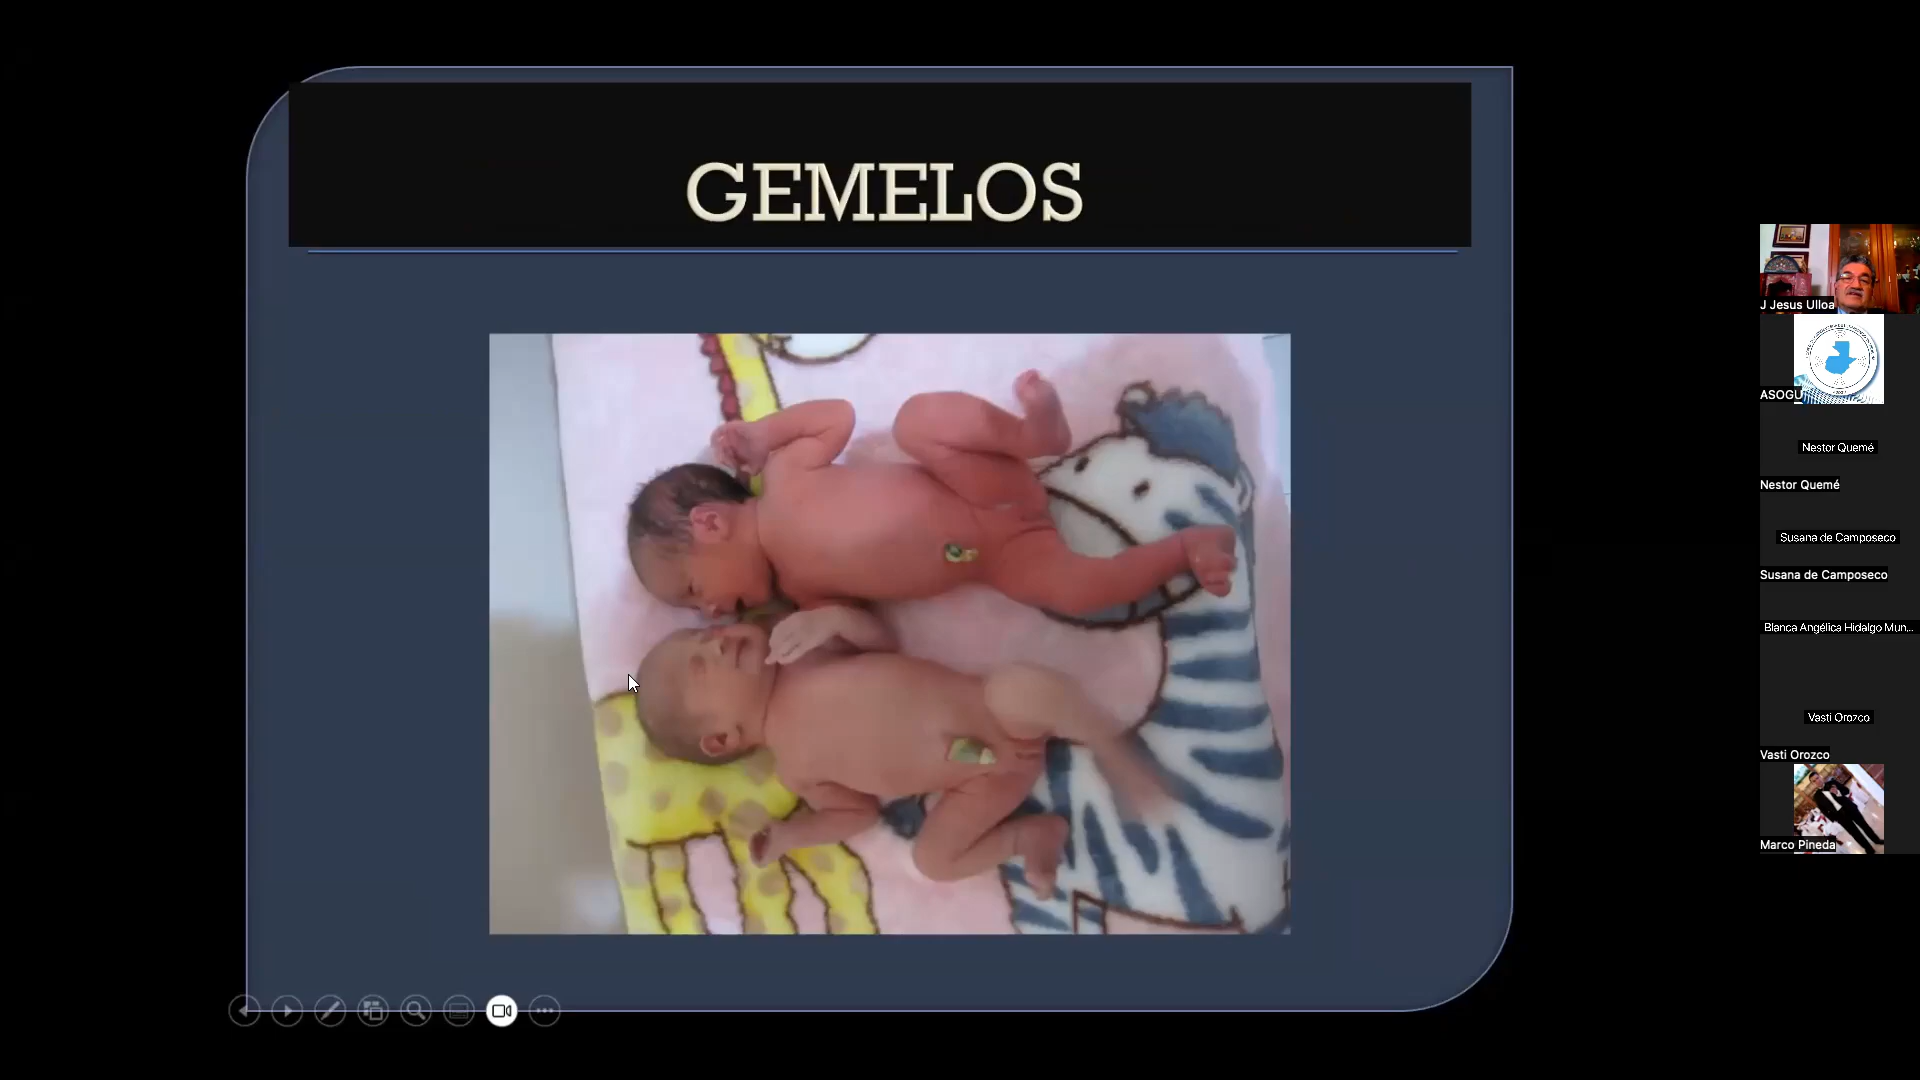 GEMELOS
J Jesus Ulloa
ASOGU
Nestor Quemé
Nestor Quemé
Susana de Camposeco
Susana de Camposeco
Blanca Angélica Hidalgo Mun...
Vasti Orozco
Vasti Orozco
Marco Pineda